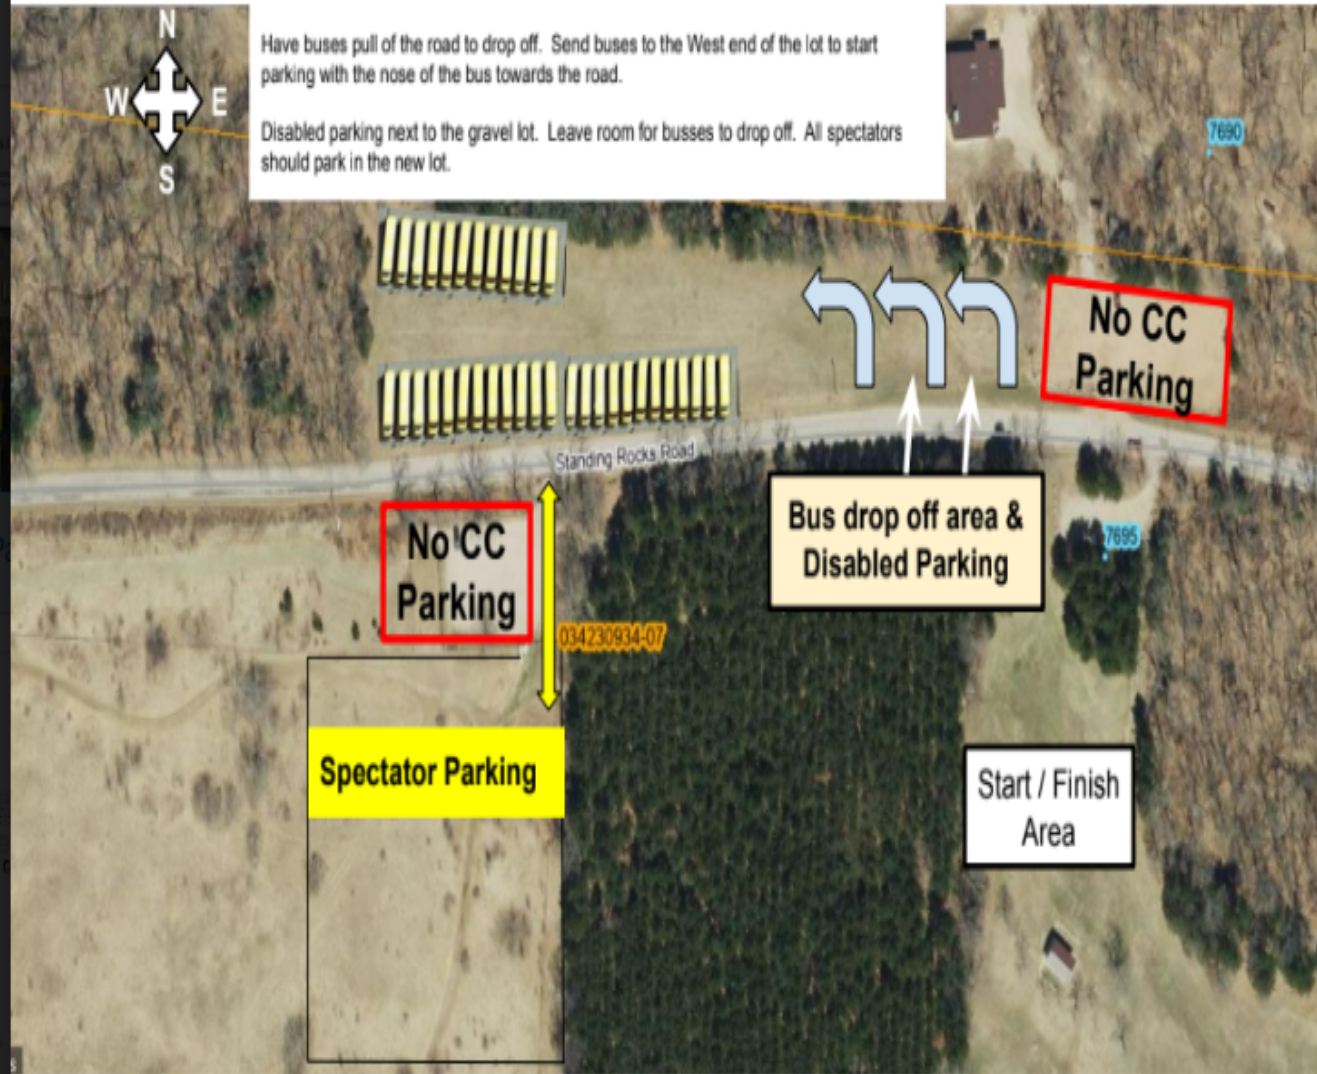 N
W E
S
Have buses pull of the road to drop off. Send buses to the West end of the lot to start
parking with the nose of the bus towards the road.
Disabled parking next to the gravel lot. Leave room for busses to drop off. All spectators
should park in the new lot.
7690
No CC
Parking
Standing Rocks Road
Bus drop off area &
Disabled Parking
No CC
Parking
7695
034230934-07
Spectator Parking
Start / Finish
Area